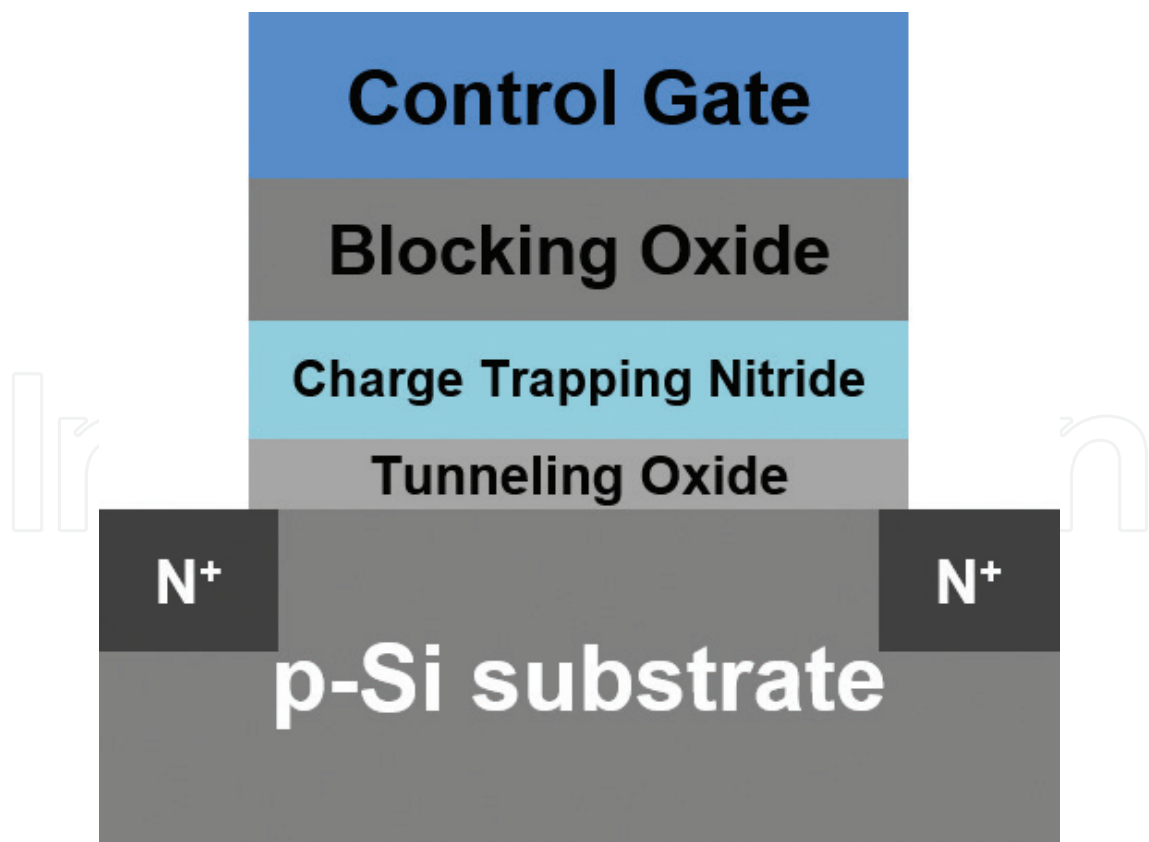 Control Gate
Blocking Oxide
Charge Trapping Nitride
Tunneling Oxide
N⁺ N⁺
p-Si substrate